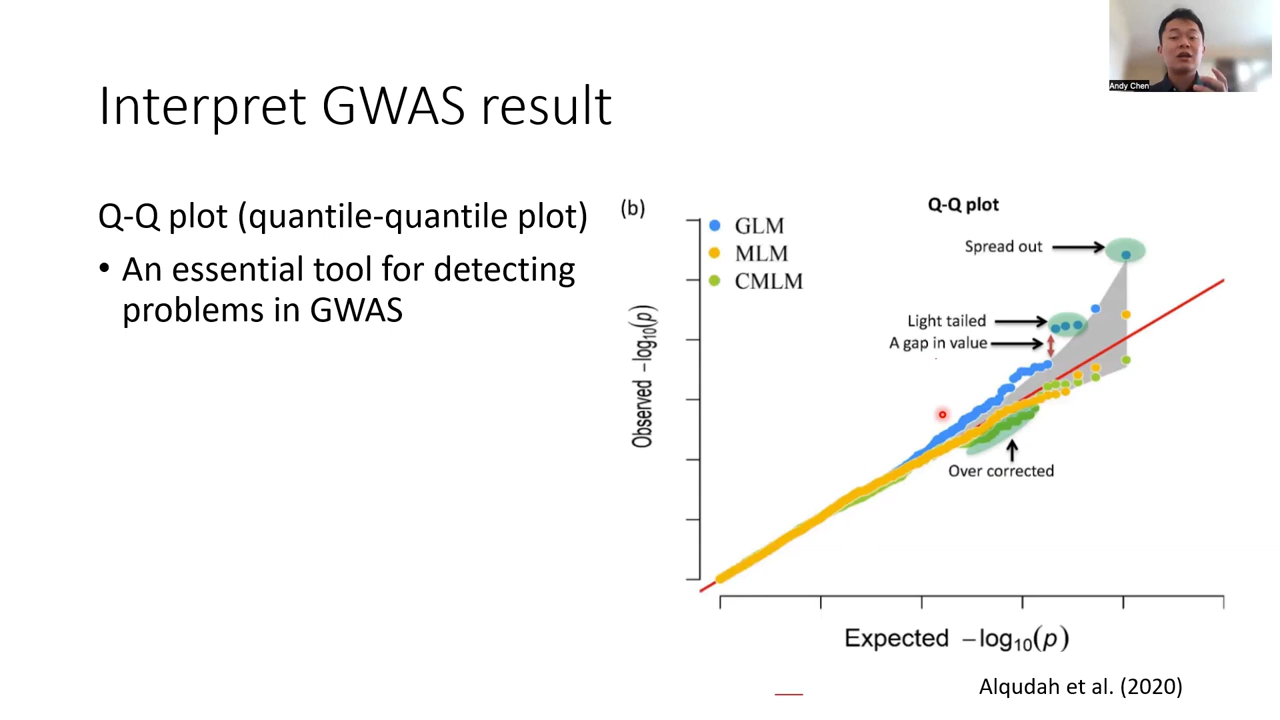 Andy Chen
Interpret GWAS result
Q-Q plot (quantile-quantile plot)
• An essential tool for detecting
problems in GWAS
(b)
Q-Q plot
GLM
MLM
CMLM
Spread out
Light tailed
A gap in value
Over corrected
Observed −log₁₀(p)
Expected −log₁₀(p)
Alqudah et al. (2020)